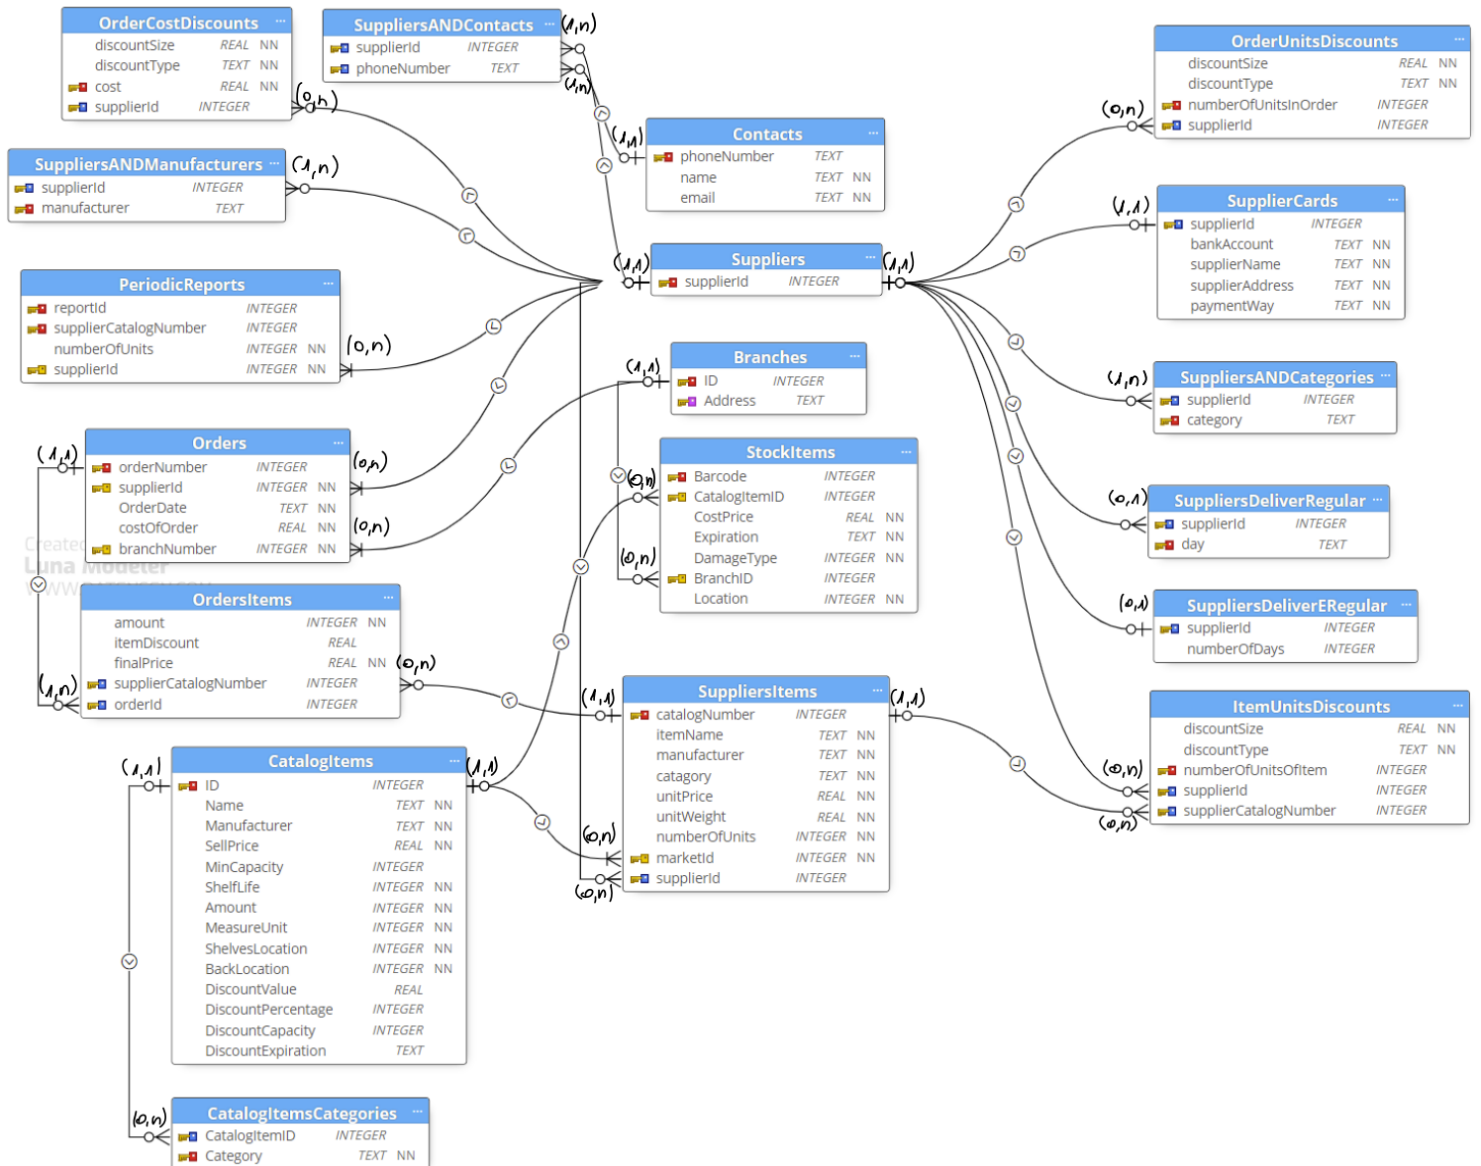 OrderCostDiscounts ...
discountSize REAL NN
discountType TEXT NN
cost REAL NN
supplierId INTEGER
(0,n)
SuppliersANDContacts ...
supplierId INTEGER
phoneNumber TEXT
(1,n)
(1,n)
Contacts ...
phoneNumber TEXT
name TEXT NN
email TEXT NN
(1,1)
OrderUnitsDiscounts ...
discountSize REAL NN
discountType TEXT NN
numberOfUnitsInOrder INTEGER
supplierId INTEGER
(0,n)
SuppliersANDManufacturers ...
supplierId INTEGER
manufacturer TEXT
(1,n)
Suppliers ...
supplierId INTEGER
(1,1)
(1,1)
SupplierCards ...
supplierId INTEGER
bankAccount TEXT NN
supplierName TEXT NN
supplierAddress TEXT NN
paymentWay TEXT NN
(1,1)
PeriodicReports ...
reportId INTEGER
supplierCatalogNumber INTEGER
numberOfUnits INTEGER NN
supplierId INTEGER NN
(0,n)
Branches ...
ID INTEGER
Address TEXT
(1,1)
SuppliersANDCategories ...
supplierId INTEGER
category TEXT
(1,n)
Orders ...
orderNumber INTEGER
supplierId INTEGER NN
OrderDate TEXT NN
costOfOrder REAL NN
branchNumber INTEGER NN
(1,1)
(0,n)
(0,n)
Created
Luna Modeler
StockItems ...
Barcode INTEGER
CatalogItemID INTEGER
CostPrice REAL NN
Expiration TEXT NN
DamageType INTEGER NN
BranchID INTEGER
Location INTEGER NN
(0,n)
(0,n)
SuppliersDeliverRegular ...
supplierId INTEGER
day TEXT
(0,1)
OrdersItems ...
amount INTEGER NN
itemDiscount REAL
finalPrice REAL NN
supplierCatalogNumber INTEGER
orderId INTEGER
(0,n)
(1,n)
SuppliersDeliverERegular ...
supplierId INTEGER
numberOfDays INTEGER
(0,1)
SuppliersItems ...
catalogNumber INTEGER
itemName TEXT NN
manufacturer TEXT NN
catagory TEXT NN
unitPrice REAL NN
unitWeight REAL NN
numberOfUnits INTEGER NN
marketId INTEGER NN
supplierId INTEGER
(1,1)
(1,1)
(0,n)
(0,n)
ItemUnitsDiscounts ...
discountSize REAL NN
discountType TEXT NN
numberOfUnitsOfItem INTEGER
supplierId INTEGER
supplierCatalogNumber INTEGER
(0,n)
(0,n)
CatalogItems ...
ID INTEGER
Name TEXT NN
Manufacturer TEXT NN
SellPrice REAL NN
MinCapacity INTEGER
ShelfLife INTEGER NN
Amount INTEGER NN
MeasureUnit INTEGER NN
ShelvesLocation INTEGER NN
BackLocation INTEGER NN
DiscountValue REAL
DiscountPercentage INTEGER
DiscountCapacity INTEGER
DiscountExpiration TEXT
(1,1)
(1,1)
CatalogItemsCategories ...
CatalogItemID INTEGER
Category TEXT NN
(0,n)